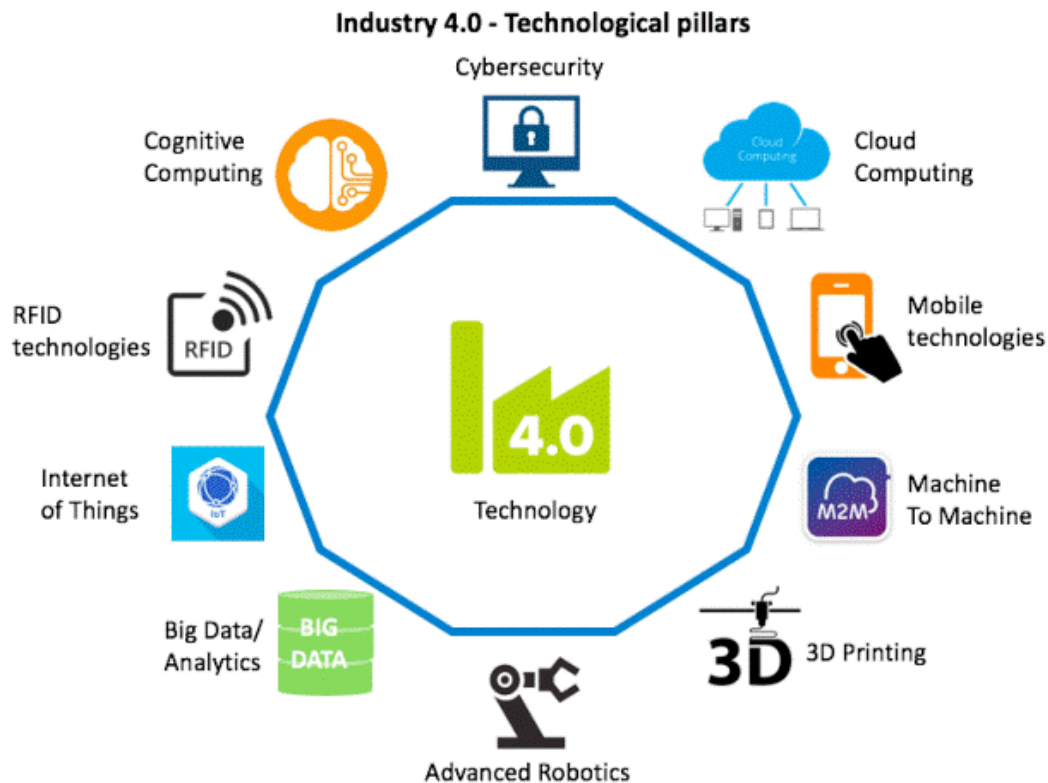 Industry 4.0 - Technological pillars
Cybersecurity
Cognitive
Computing
Cloud
Computing
Cloud
Computing
RFID
technologies
RFID
Mobile
technologies
4.0
Technology
Internet
of Things
IoT
M2M
Machine
To Machine
Big Data/
Analytics
BIG
DATA
3D
3D Printing
Advanced Robotics